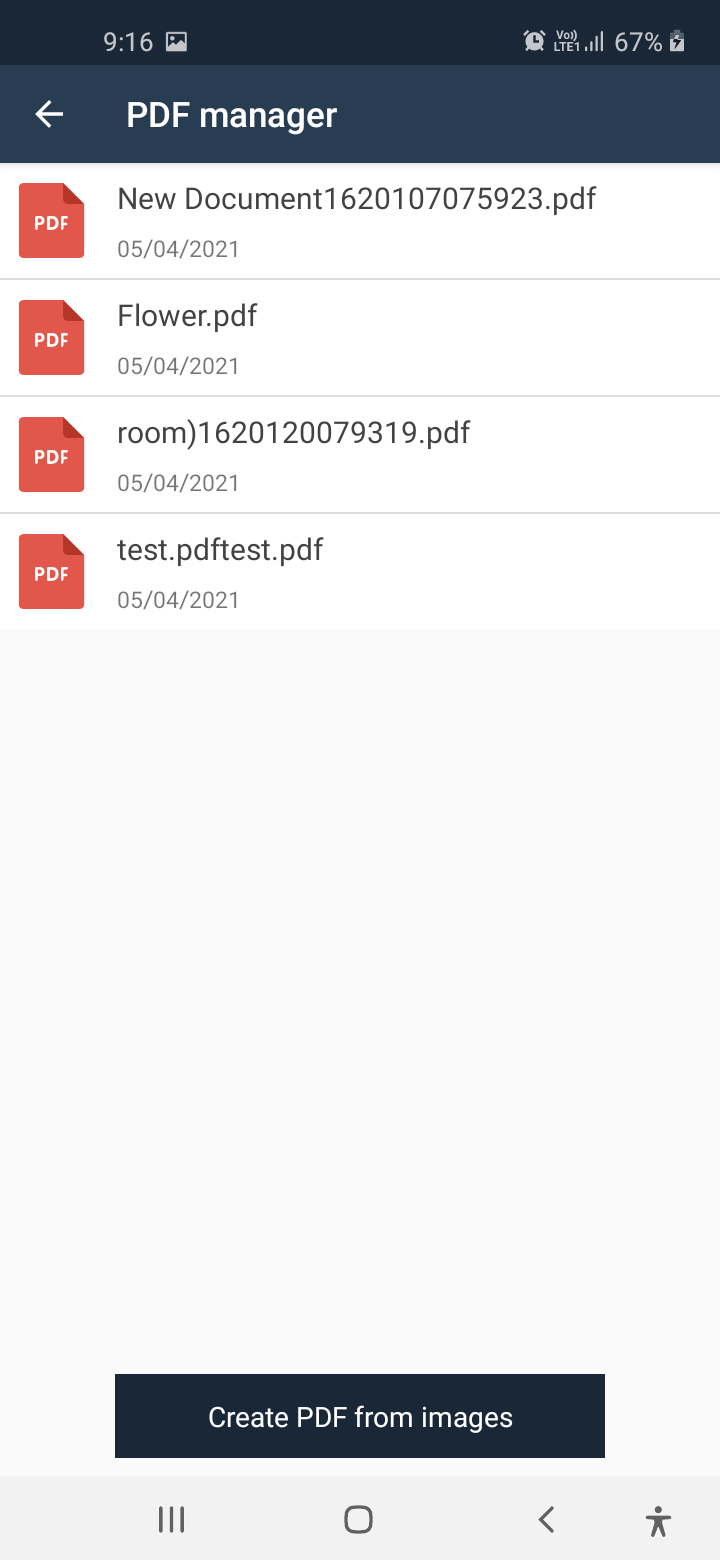 9:16 Vo)) LTE1 67%
PDF manager
PDF New Document1620107075923.pdf
05/04/2021
PDF Flower.pdf
05/04/2021
PDF room)1620120079319.pdf
05/04/2021
PDF test.pdftest.pdf
05/04/2021
Create PDF from images